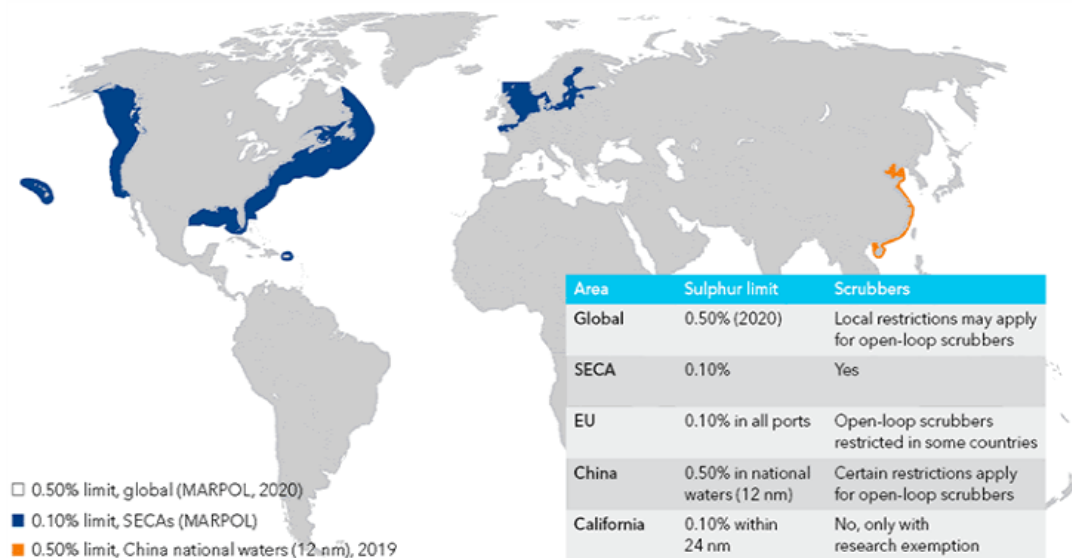 Area Sulphur limit Scrubbers
Global 0.50% (2020) Local restrictions may apply
for open-loop scrubbers
SECA 0.10% Yes
EU 0.10% in all ports Open-loop scrubbers
restricted in some countries
China 0.50% in national Certain restrictions apply
waters (12 nm) for open-loop scrubbers
California 0.10% within No, only with
24 nm research exemption
0.50% limit, global (MARPOL, 2020)
0.10% limit, SECAs (MARPOL)
0.50% limit, China national waters (12 nm), 2019